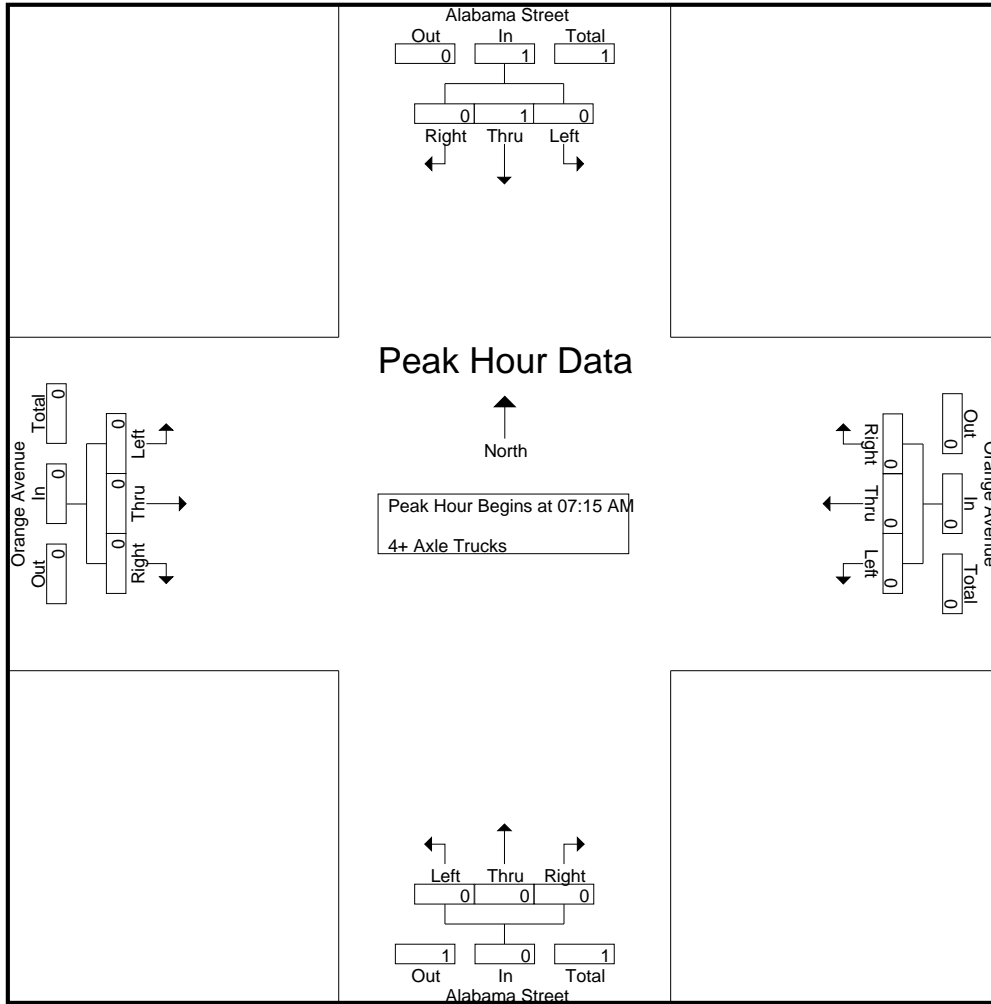 Alabama Street
Out In Total
0 1 1
0 1 0
Right Thru Left
Peak Hour Data
North
Peak Hour Begins at 07:15 AM
4+ Axle Trucks
Orange Avenue
Total In Out
0 0 0
0 0 0
Left Thru Right
Orange Avenue
Out In Total
0 0 0
0 0 0
Right Thru Left
Left Thru Right
0 0 0
1 0 1
Out In Total
Alabama Street